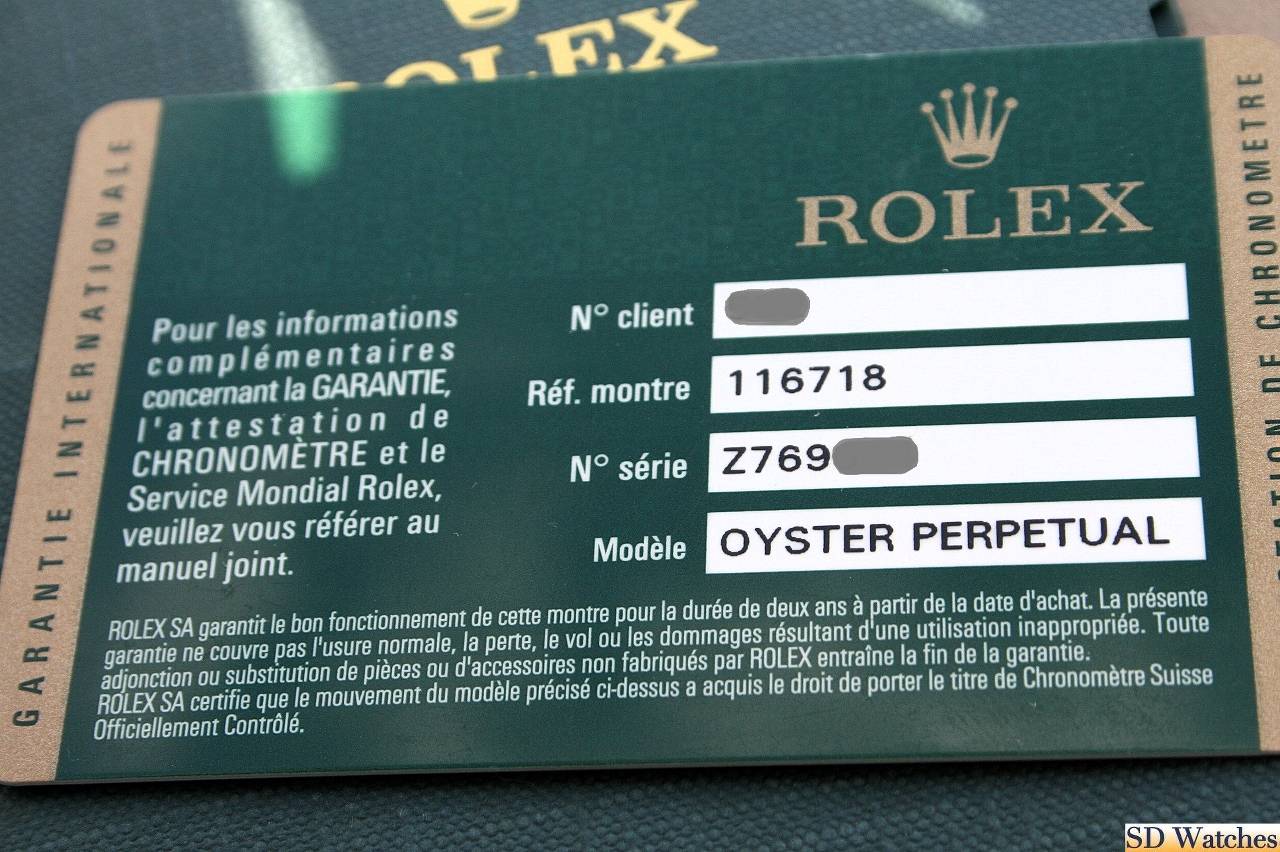 ROLEX
GARANTIE INTERNATIONALE
ROLEX
Pour les informations
complémentaires
concernant la GARANTIE,
l'attestation de
CHRONOMÈTRE et le
Service Mondial Rolex,
veuillez vous référer au
manuel joint.
N° client
Réf. montre 116718
N° série Z769
Modèle OYSTER PERPETUAL
ROLEX SA garantit le bon fonctionnement de cette montre pour la durée de deux ans à partir de la date d'achat. La présente
garantie ne couvre pas l'usure normale, la perte, le vol ou les dommages résultant d'une utilisation inappropriée. Toute
adjonction ou substitution de pièces ou d'accessoires non fabriqués par ROLEX entraîne la fin de la garantie.
ROLEX SA certifie que le mouvement du modèle précisé ci-dessus a acquis le droit de porter le titre de Chronomètre Suisse
Officiellement Contrôlé.
DE CHRONOMETRE
SD Watches